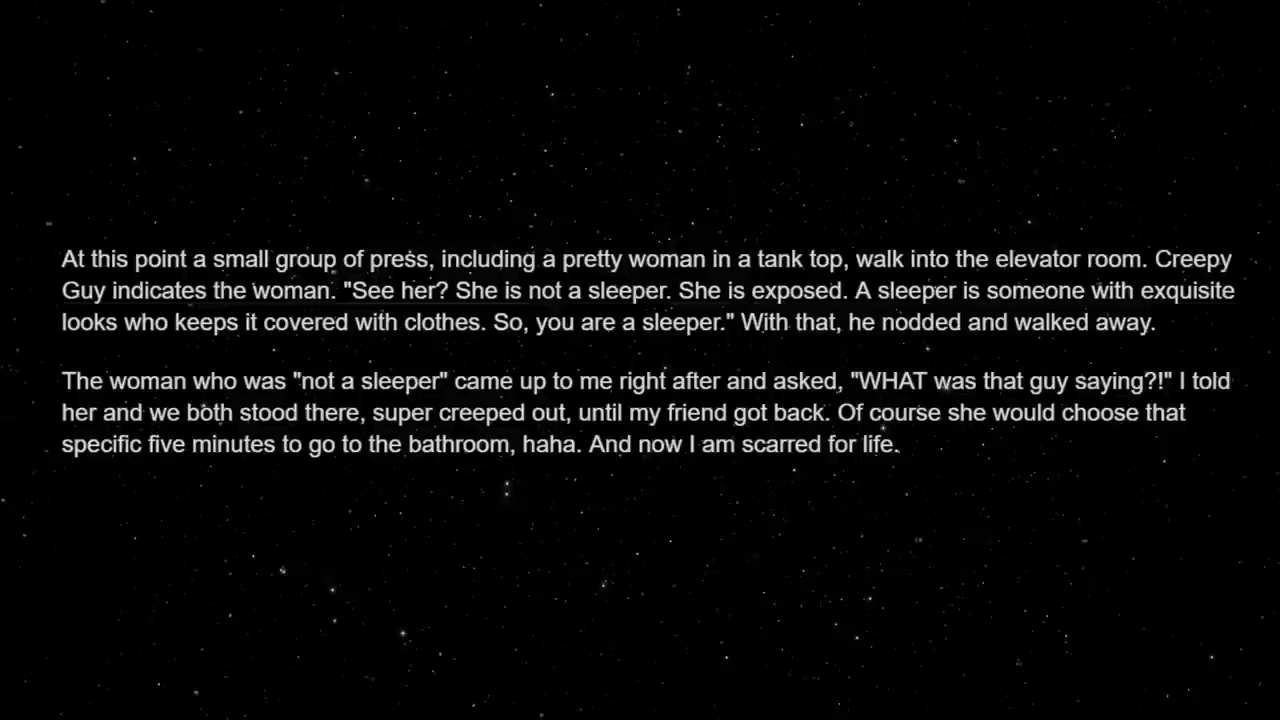 At this point a small group of press, including a pretty woman in a tank top, walk into the elevator room. Creepy
Guy indicates the woman. "See her? She is not a sleeper. She is exposed. A sleeper is someone with exquisite
looks who keeps it covered with clothes. So, you are a sleeper." With that, he nodded and walked away.
The woman who was "not a sleeper" came up to me right after and asked, "WHAT was that guy saying?!" I told
her and we both stood there, super creeped out, until my friend got back. Of course she would choose that
specific five minutes to go to the bathroom, haha. And now I am scarred for life.